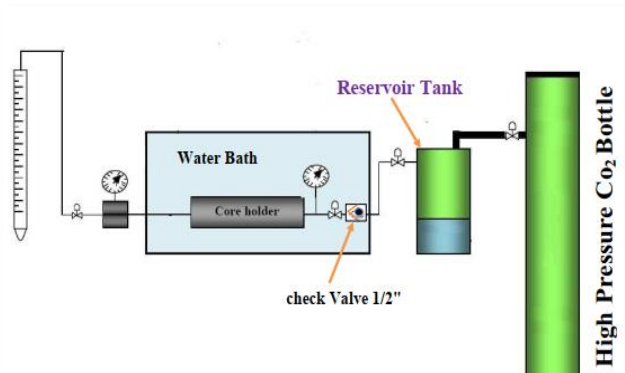 Reservoir Tank
Water Bath
Core holder
check Valve 1/2"
High Pressure Co₂ Bottle